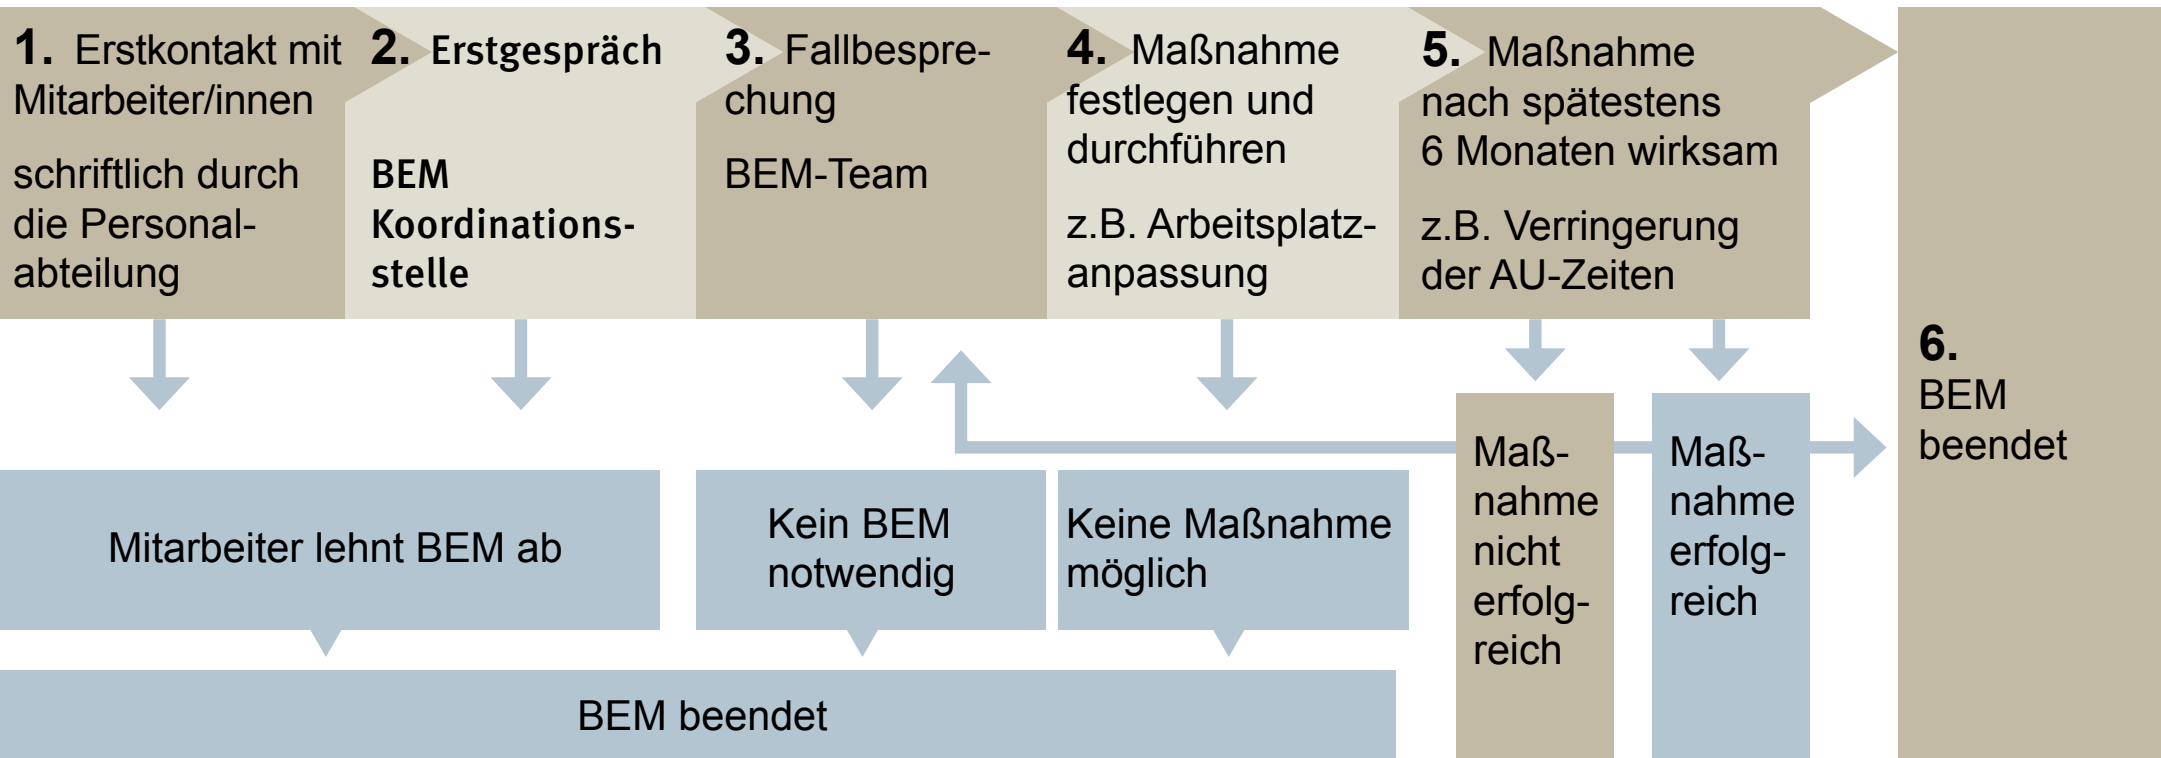 1. Erstkontakt mit
Mitarbeiter/innen
schriftlich durch
die Personal-
abteilung
2. Erstgespräch
BEM
Koordinations-
stelle
3. Fallbespre-
chung
BEM-Team
4. Maßnahme
festlegen und
durchführen
z.B. Arbeitsplatz-
anpassung
5. Maßnahme
nach spätestens
6 Monaten wirksam
z.B. Verringerung
der AU-Zeiten
6.
BEM
beendet
Mitarbeiter lehnt BEM ab
Kein BEM
notwendig
Keine Maßnahme
möglich
Maß-
nahme
nicht
erfolg-
reich
Maß-
nahme
erfolg-
reich
BEM beendet